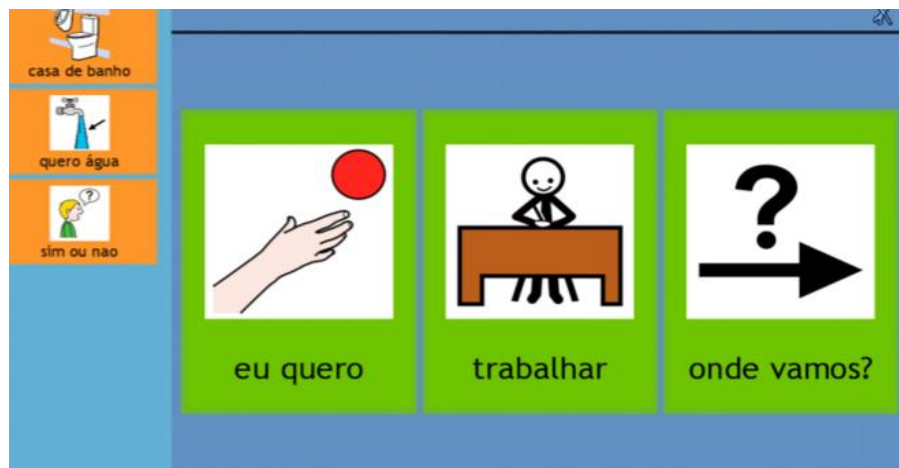 casa de banho
quero água
sim ou nao
eu quero
trabalhar
onde vamos?